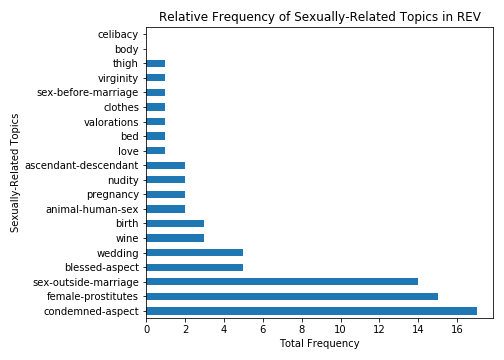 Relative Frequency of Sexually-Related Topics in REV
celibacy
body
thigh
virginity
sex-before-marriage
clothes
valorations
bed
love
ascendant-descendant
nudity
pregnancy
animal-human-sex
birth
wine
wedding
blessed-aspect
sex-outside-marriage
female-prostitutes
condemned-aspect
Sexually-Related Topics
0 2 4 6 8 10 12 14 16
Total Frequency